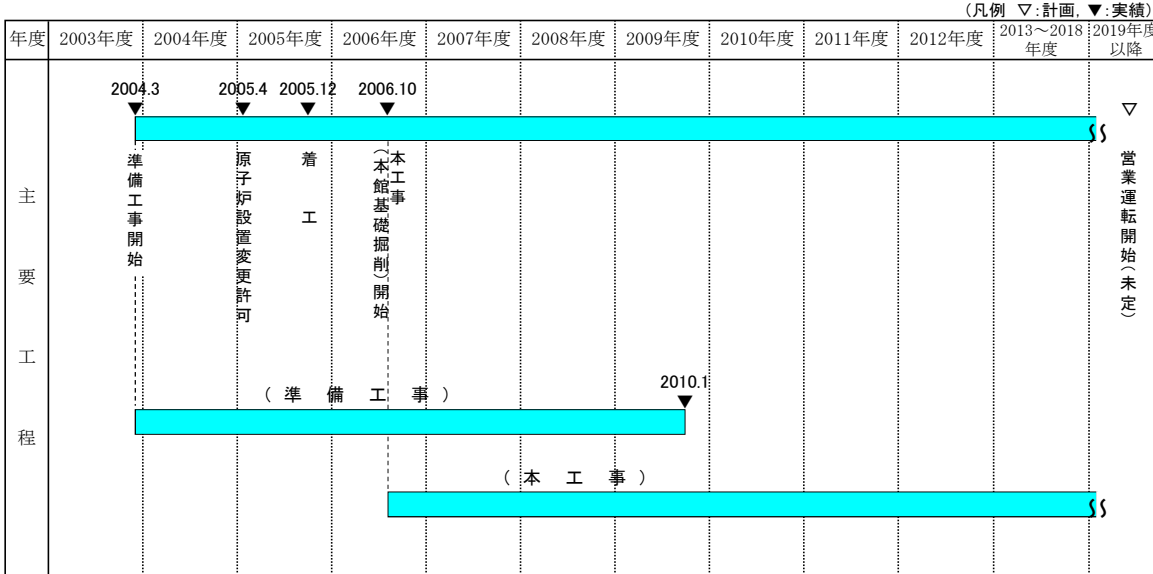 (凡例 ▽:計画, ▼:実績)
年度 2003年度 2004年度 2005年度 2006年度 2007年度 2008年度 2009年度 2010年度 2011年度 2012年度 2013～2018年度 2019年度以降
主要工程
2004.3 2005.4 2005.12 2006.10
▼ ▼ ▼ ▼ ▽
準備工事開始
原子炉設置変更許可
着工
本工事
(本館基礎掘削)開始
営業運転開始(未定)
(準備工事)
2010.1
▼
(本工事)